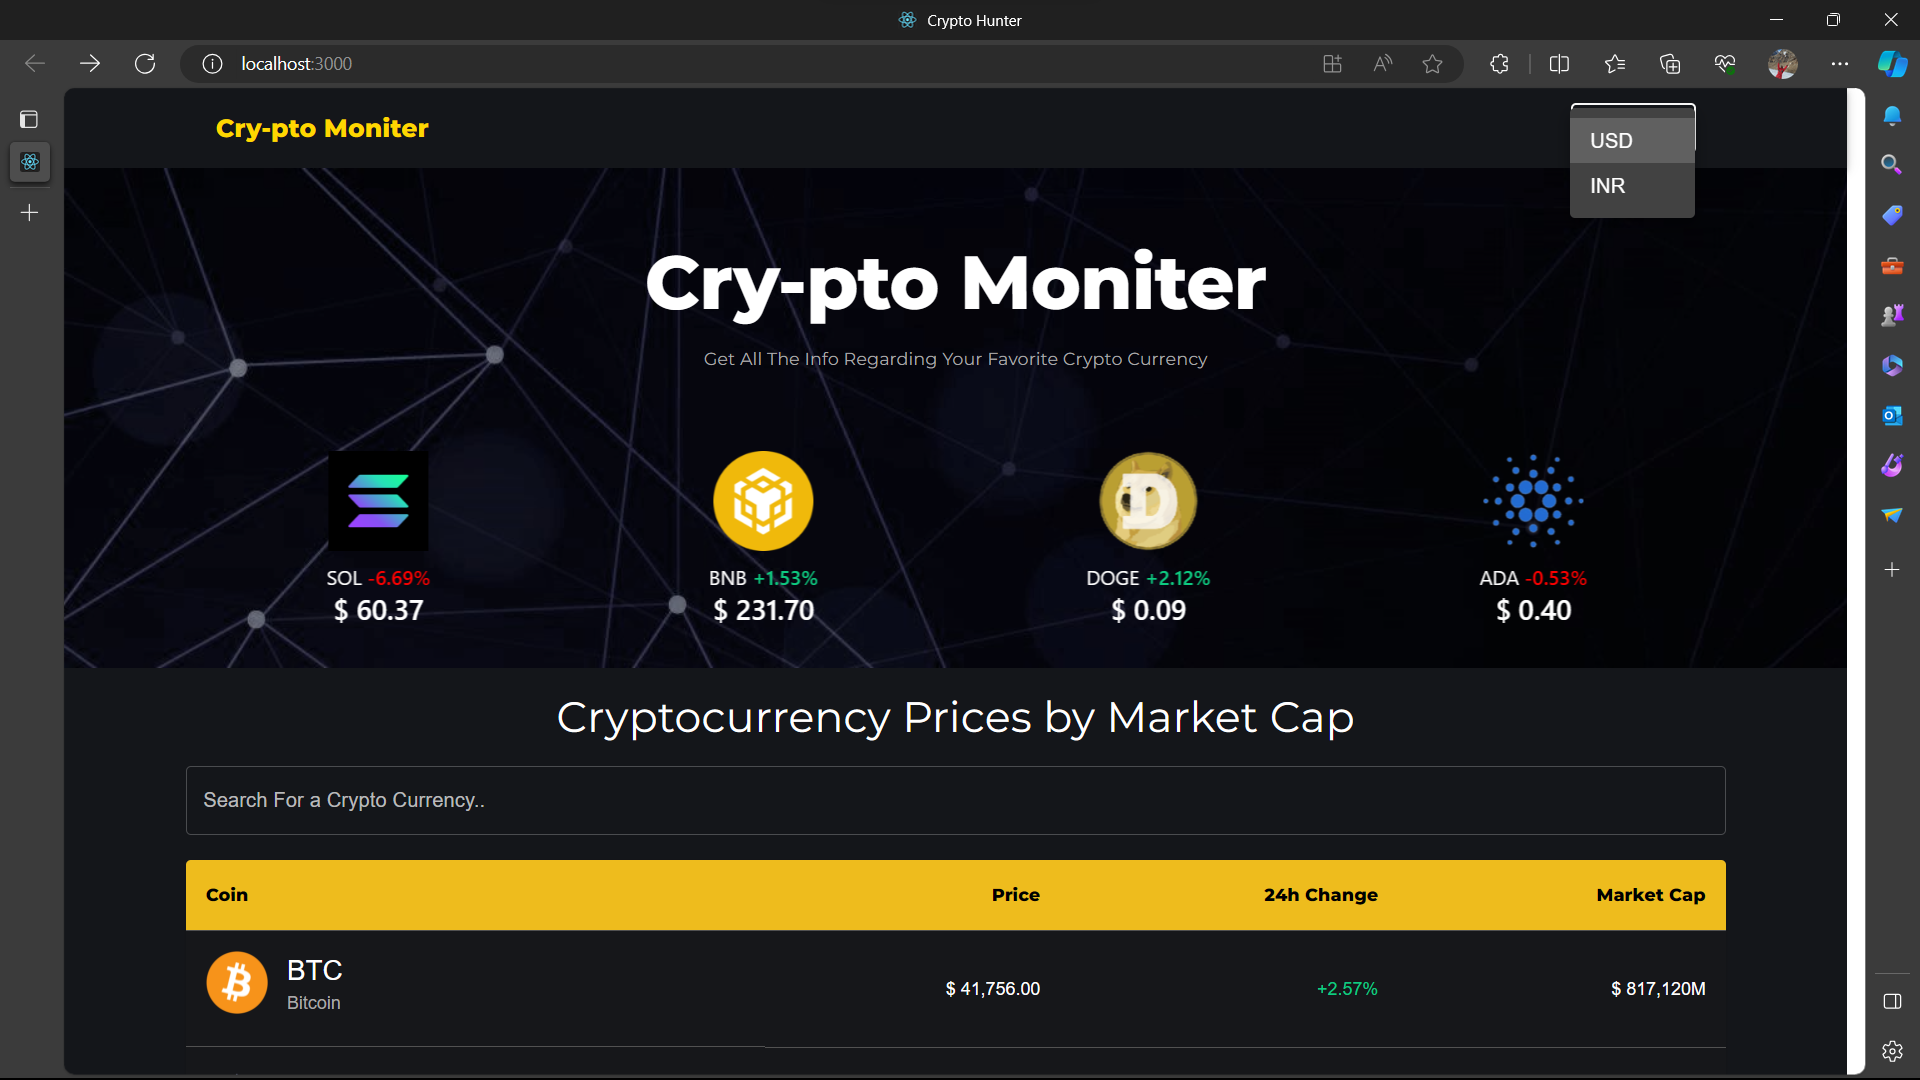 Crypto Hunter
localhost:3000
Cry-pto Moniter
USD
INR
Cry-pto Moniter
Get All The Info Regarding Your Favorite Crypto Currency
SOL -6.69%
$ 60.37
BNB +1.53%
$ 231.70
DOGE +2.12%
$ 0.09
ADA -0.53%
$ 0.40
Cryptocurrency Prices by Market Cap
Search For a Crypto Currency..
Coin Price 24h Change Market Cap
BTC
Bitcoin
$ 41,756.00 +2.57% $ 817,120M